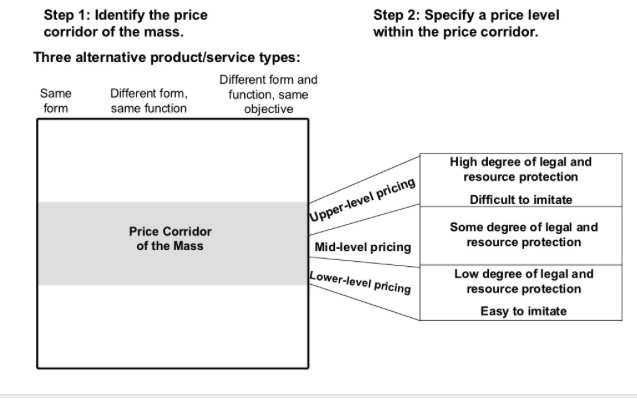 Step 1: Identify the price
corridor of the mass.
Step 2: Specify a price level
within the price corridor.
Three alternative product/service types:
Same
form
Different form,
same function
Different form and
function, same
objective
Price Corridor
of the Mass
Upper-level pricing
Mid-level pricing
Lower-level pricing
High degree of legal and
resource protection
Difficult to imitate
Some degree of legal and
resource protection
Low degree of legal and
resource protection
Easy to imitate